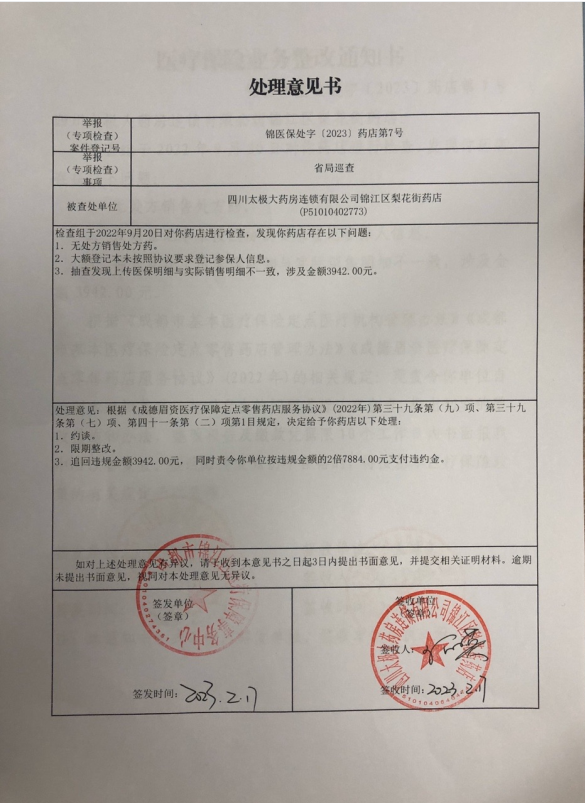 处理意见书
举报
（专项检查）
案件登记号
锦医保处字〔2023〕药店第7号
举报
（专项检查）
事项
省局巡查
被查处单位
四川太极大药房连锁有限公司锦江区梨花街药店
(P51010402773)
检查组于2022年9月20日对你药店进行检查，发现你药店存在以下问题：
1. 无处方销售处方药。
2. 大额登记本未按照协议要求登记参保人信息。
3. 抽查发现上传医保明细与实际销售明细不一致，涉及金额3942.00元。
处理意见：根据《成德眉资医疗保障定点零售药店服务协议》(2022年)第三十九条第（九）项、第三十九
条第（七）项、第四十一条第（二）项第1目规定，决定给予你药店以下处理：
1. 约谈。
2. 限期整改。
3. 追回违规金额3942.00元， 同时责令你单位按违规金额的2倍7884.00元支付违约金。
如对上述处理意见有异议，请于收到本意见书之日起3日内提出书面意见，并提交相关证明材料。逾期
未提出书面意见，视同对本处理意见无异议。
签发单位
（签章）
签发时间：2023.2.17
签收单位
签收人：
签收时间：2023.2.17